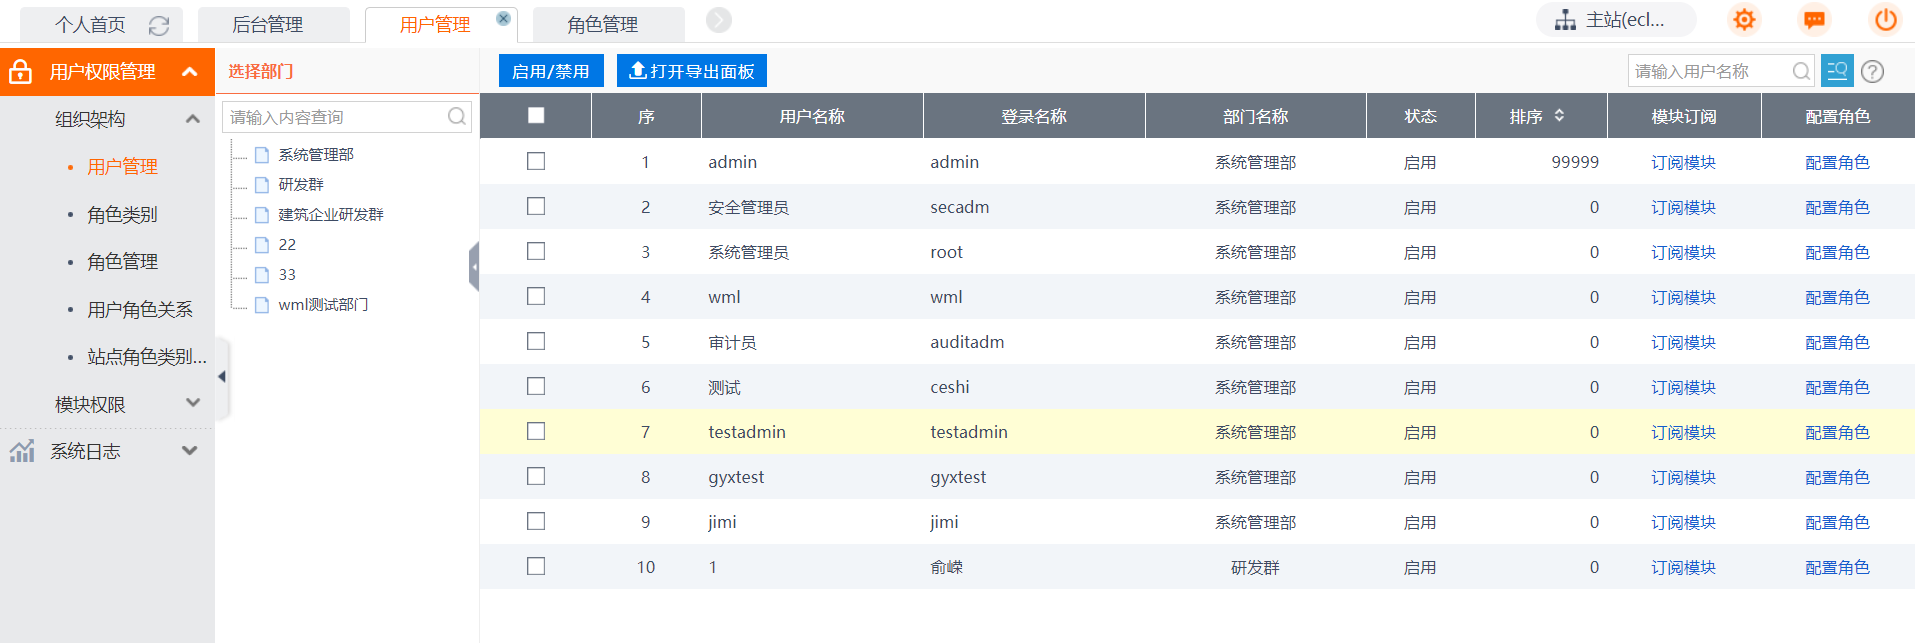 个人首页 后台管理 用户管理 角色管理 主站(ecl...
用户权限管理
组织架构
用户管理
角色类别
角色管理
用户角色关系
站点角色类别...
模块权限
系统日志
选择部门
请输入内容查询
系统管理部
研发群
建筑企业研发群
22
33
wml测试部门
启用/禁用 打开导出面板 请输入用户名称
序 用户名称 登录名称 部门名称 状态 排序 模块订阅 配置角色
1 admin admin 系统管理部 启用 99999 订阅模块 配置角色
2 安全管理员 secadm 系统管理部 启用 0 订阅模块 配置角色
3 系统管理员 root 系统管理部 启用 0 订阅模块 配置角色
4 wml wml 系统管理部 启用 0 订阅模块 配置角色
5 审计员 auditadm 系统管理部 启用 0 订阅模块 配置角色
6 测试 ceshi 系统管理部 启用 0 订阅模块 配置角色
7 testadmin testadmin 系统管理部 启用 0 订阅模块 配置角色
8 gyxtest gyxtest 系统管理部 启用 0 订阅模块 配置角色
9 jimi jimi 系统管理部 启用 0 订阅模块 配置角色
10 1 俞嵘 研发群 启用 0 订阅模块 配置角色